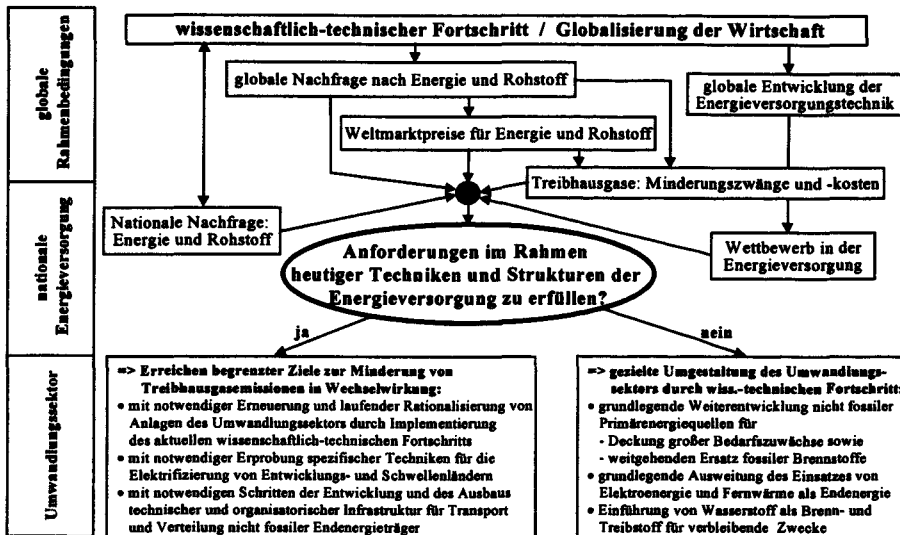 globale
Rahmenbedingungen
wissenschaftlich-technischer Fortschritt / Globalisierung der Wirtschaft
globale Nachfrage nach Energie und Rohstoff
globale Entwicklung der
Energieversorgungstechnik
Weltmarktpreise für Energie und Rohstoff
Treibhausgase: Minderungszwänge und -kosten
nationale
Energieversorgung
Nationale Nachfrage:
Energie und Rohstoff
Wettbewerb in der
Energieversorgung
Anforderungen im Rahmen
heutiger Techniken und Strukturen der
Energieversorgung zu erfüllen?
ja
nein
Umwandlungssektor
=> Erreichen begrenzter Ziele zur Minderung von
Treibhausgasemissionen in Wechselwirkung:
• mit notwendiger Erneuerung und laufender Rationalisierung von
Anlagen des Umwandlungssektors durch Implementierung
des aktuellen wissenschaftlich-technischen Fortschritts
• mit notwendiger Erprobung spezifischer Techniken für die
Elektrifizierung von Entwicklungs- und Schwellenländern
• mit notwendigen Schritten der Entwicklung und des Ausbaus
technischer und organisatorischer Infrastruktur für Transport
und Verteilung nicht fossiler Endenergieträger
=> gezielte Umgestaltung des Umwandlungs-
sektors durch wiss.-technischen Fortschritt:
• grundlegende Weiterentwicklung nicht fossiler
Primärenergiequellen für
- Deckung großer Bedarfszuwächse sowie
- weitgehenden Ersatz fossiler Brennstoffe
• grundlegende Ausweitung des Einsatzes von
Elektroenergie und Fernwärme als Endenergie
• Einführung von Wasserstoff als Brenn- und
Treibstoff für verbleibende Zwecke